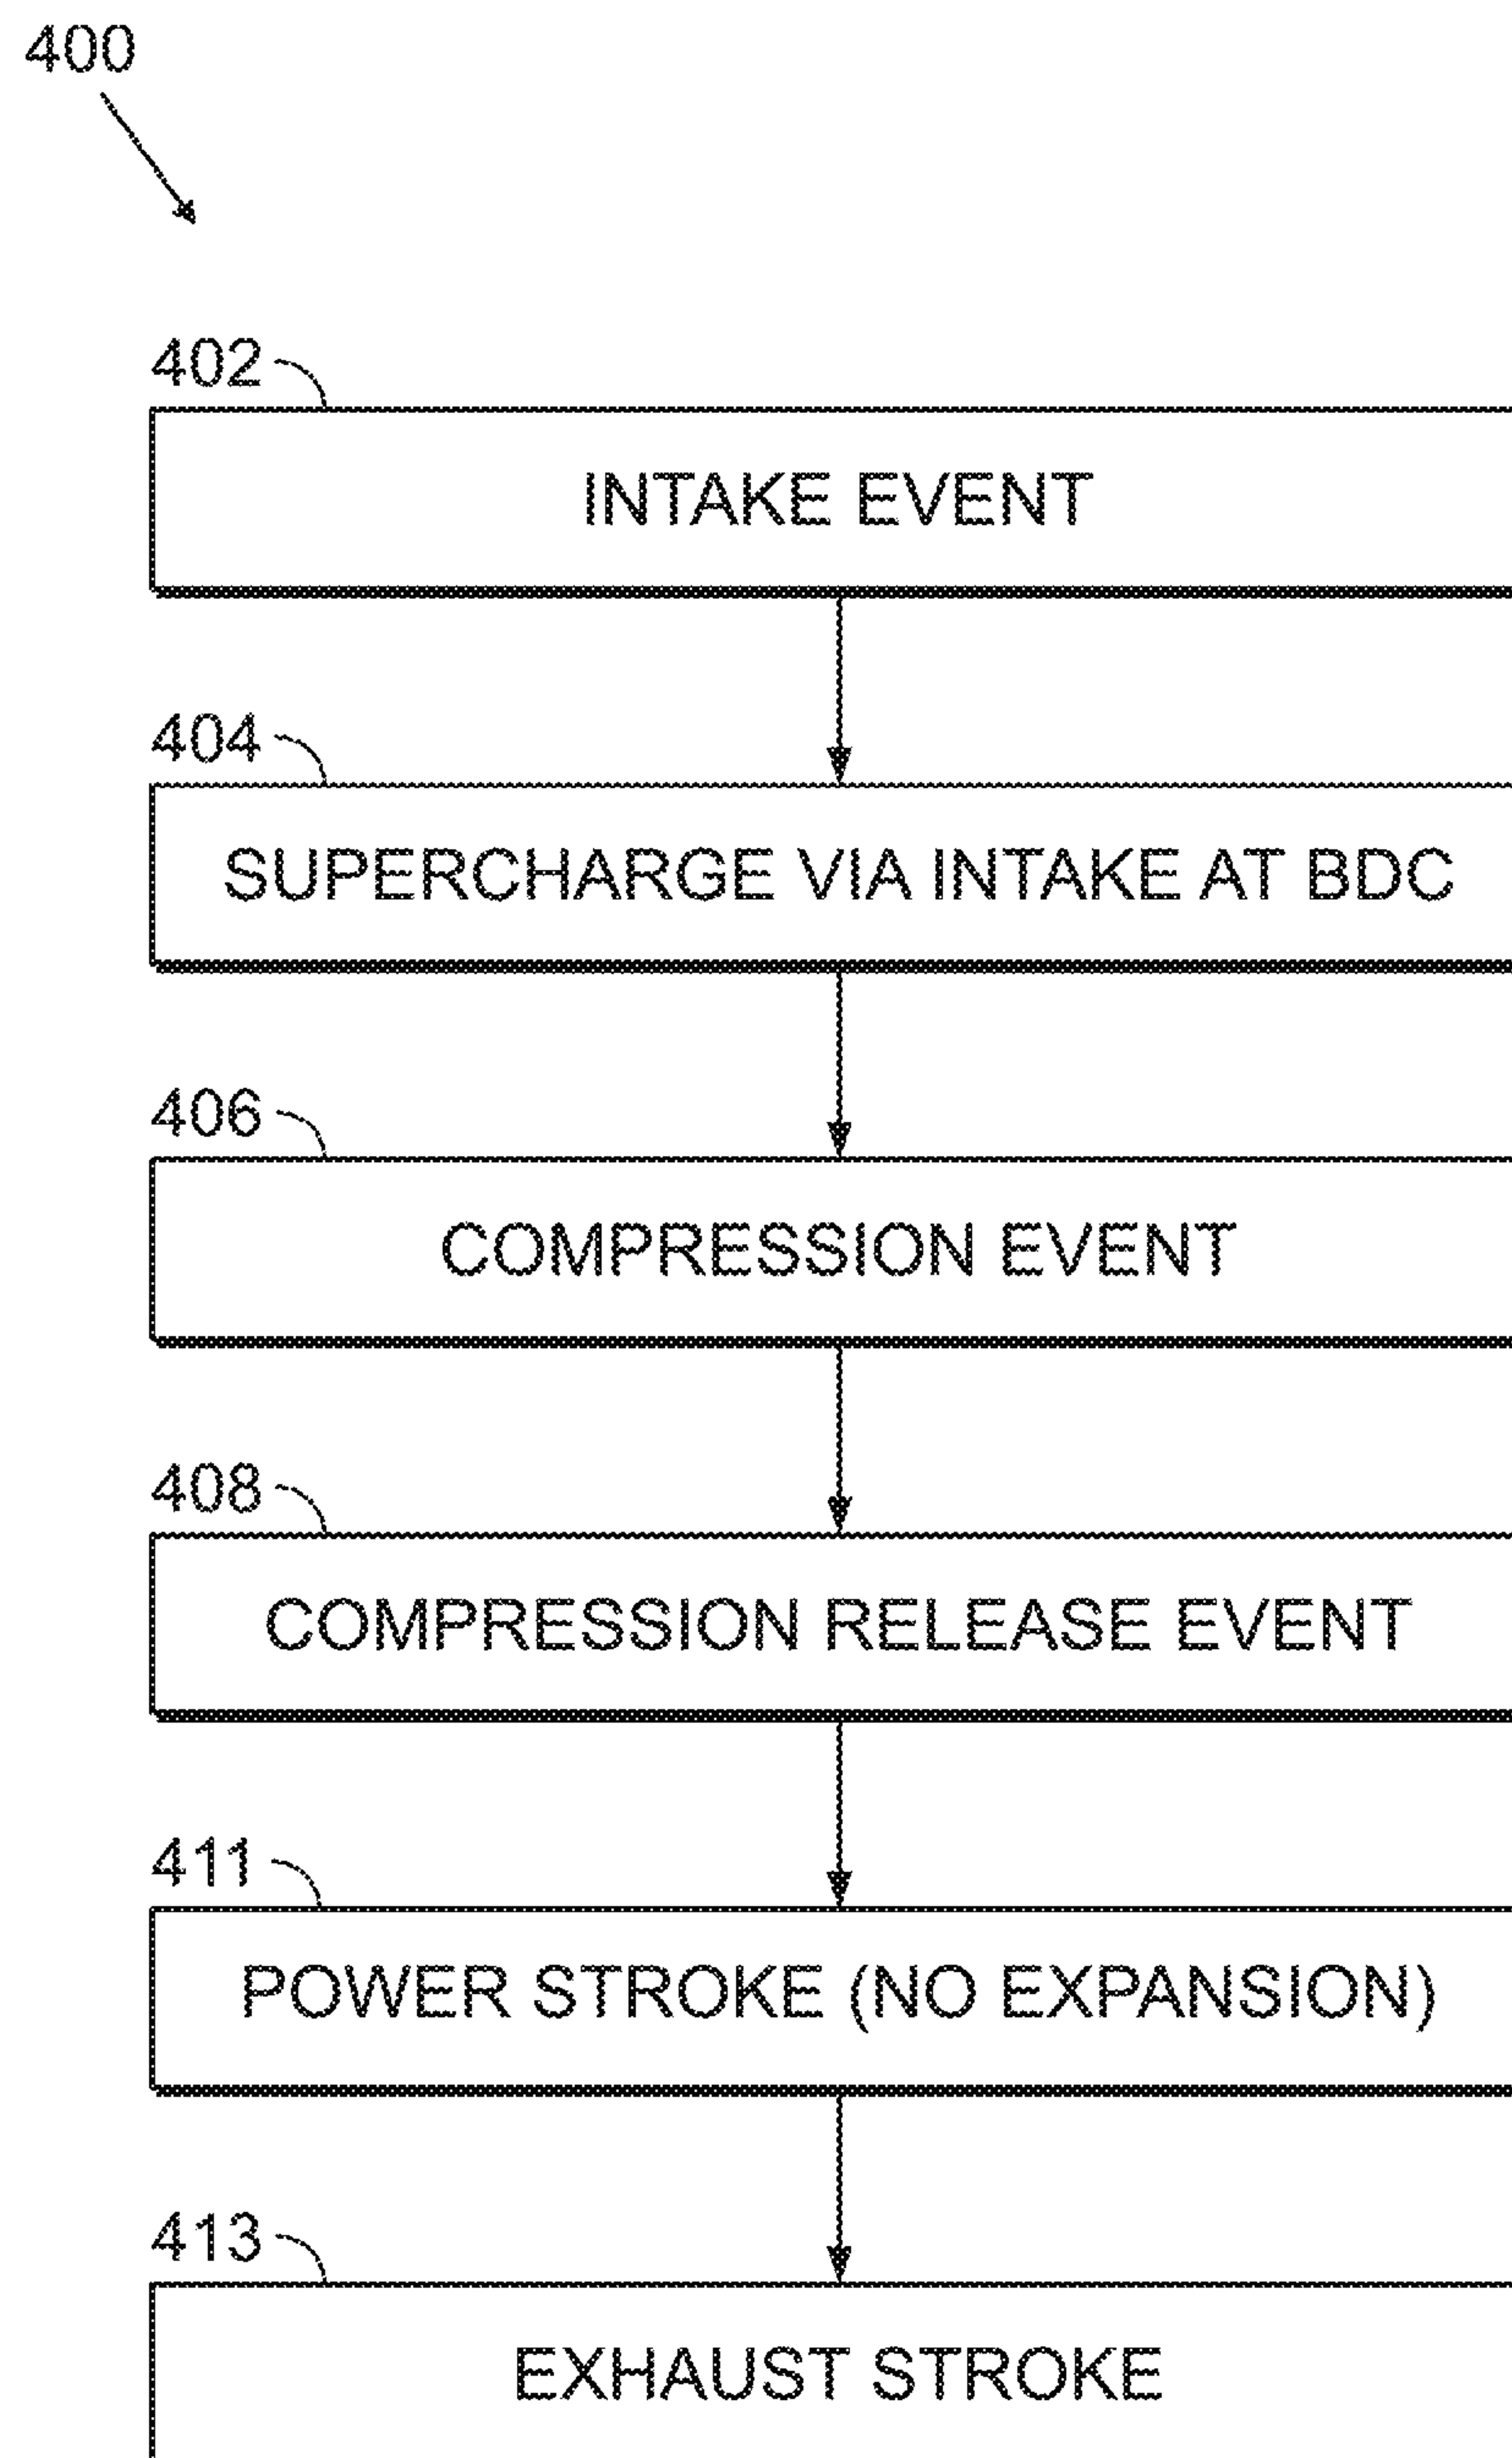 400
402
INTAKE EVENT
404
SUPERCHARGE VIA INTAKE AT BDC
406
COMPRESSION EVENT
408
COMPRESSION RELEASE EVENT
411
POWER STROKE (NO EXPANSION)
413
EXHAUST STROKE